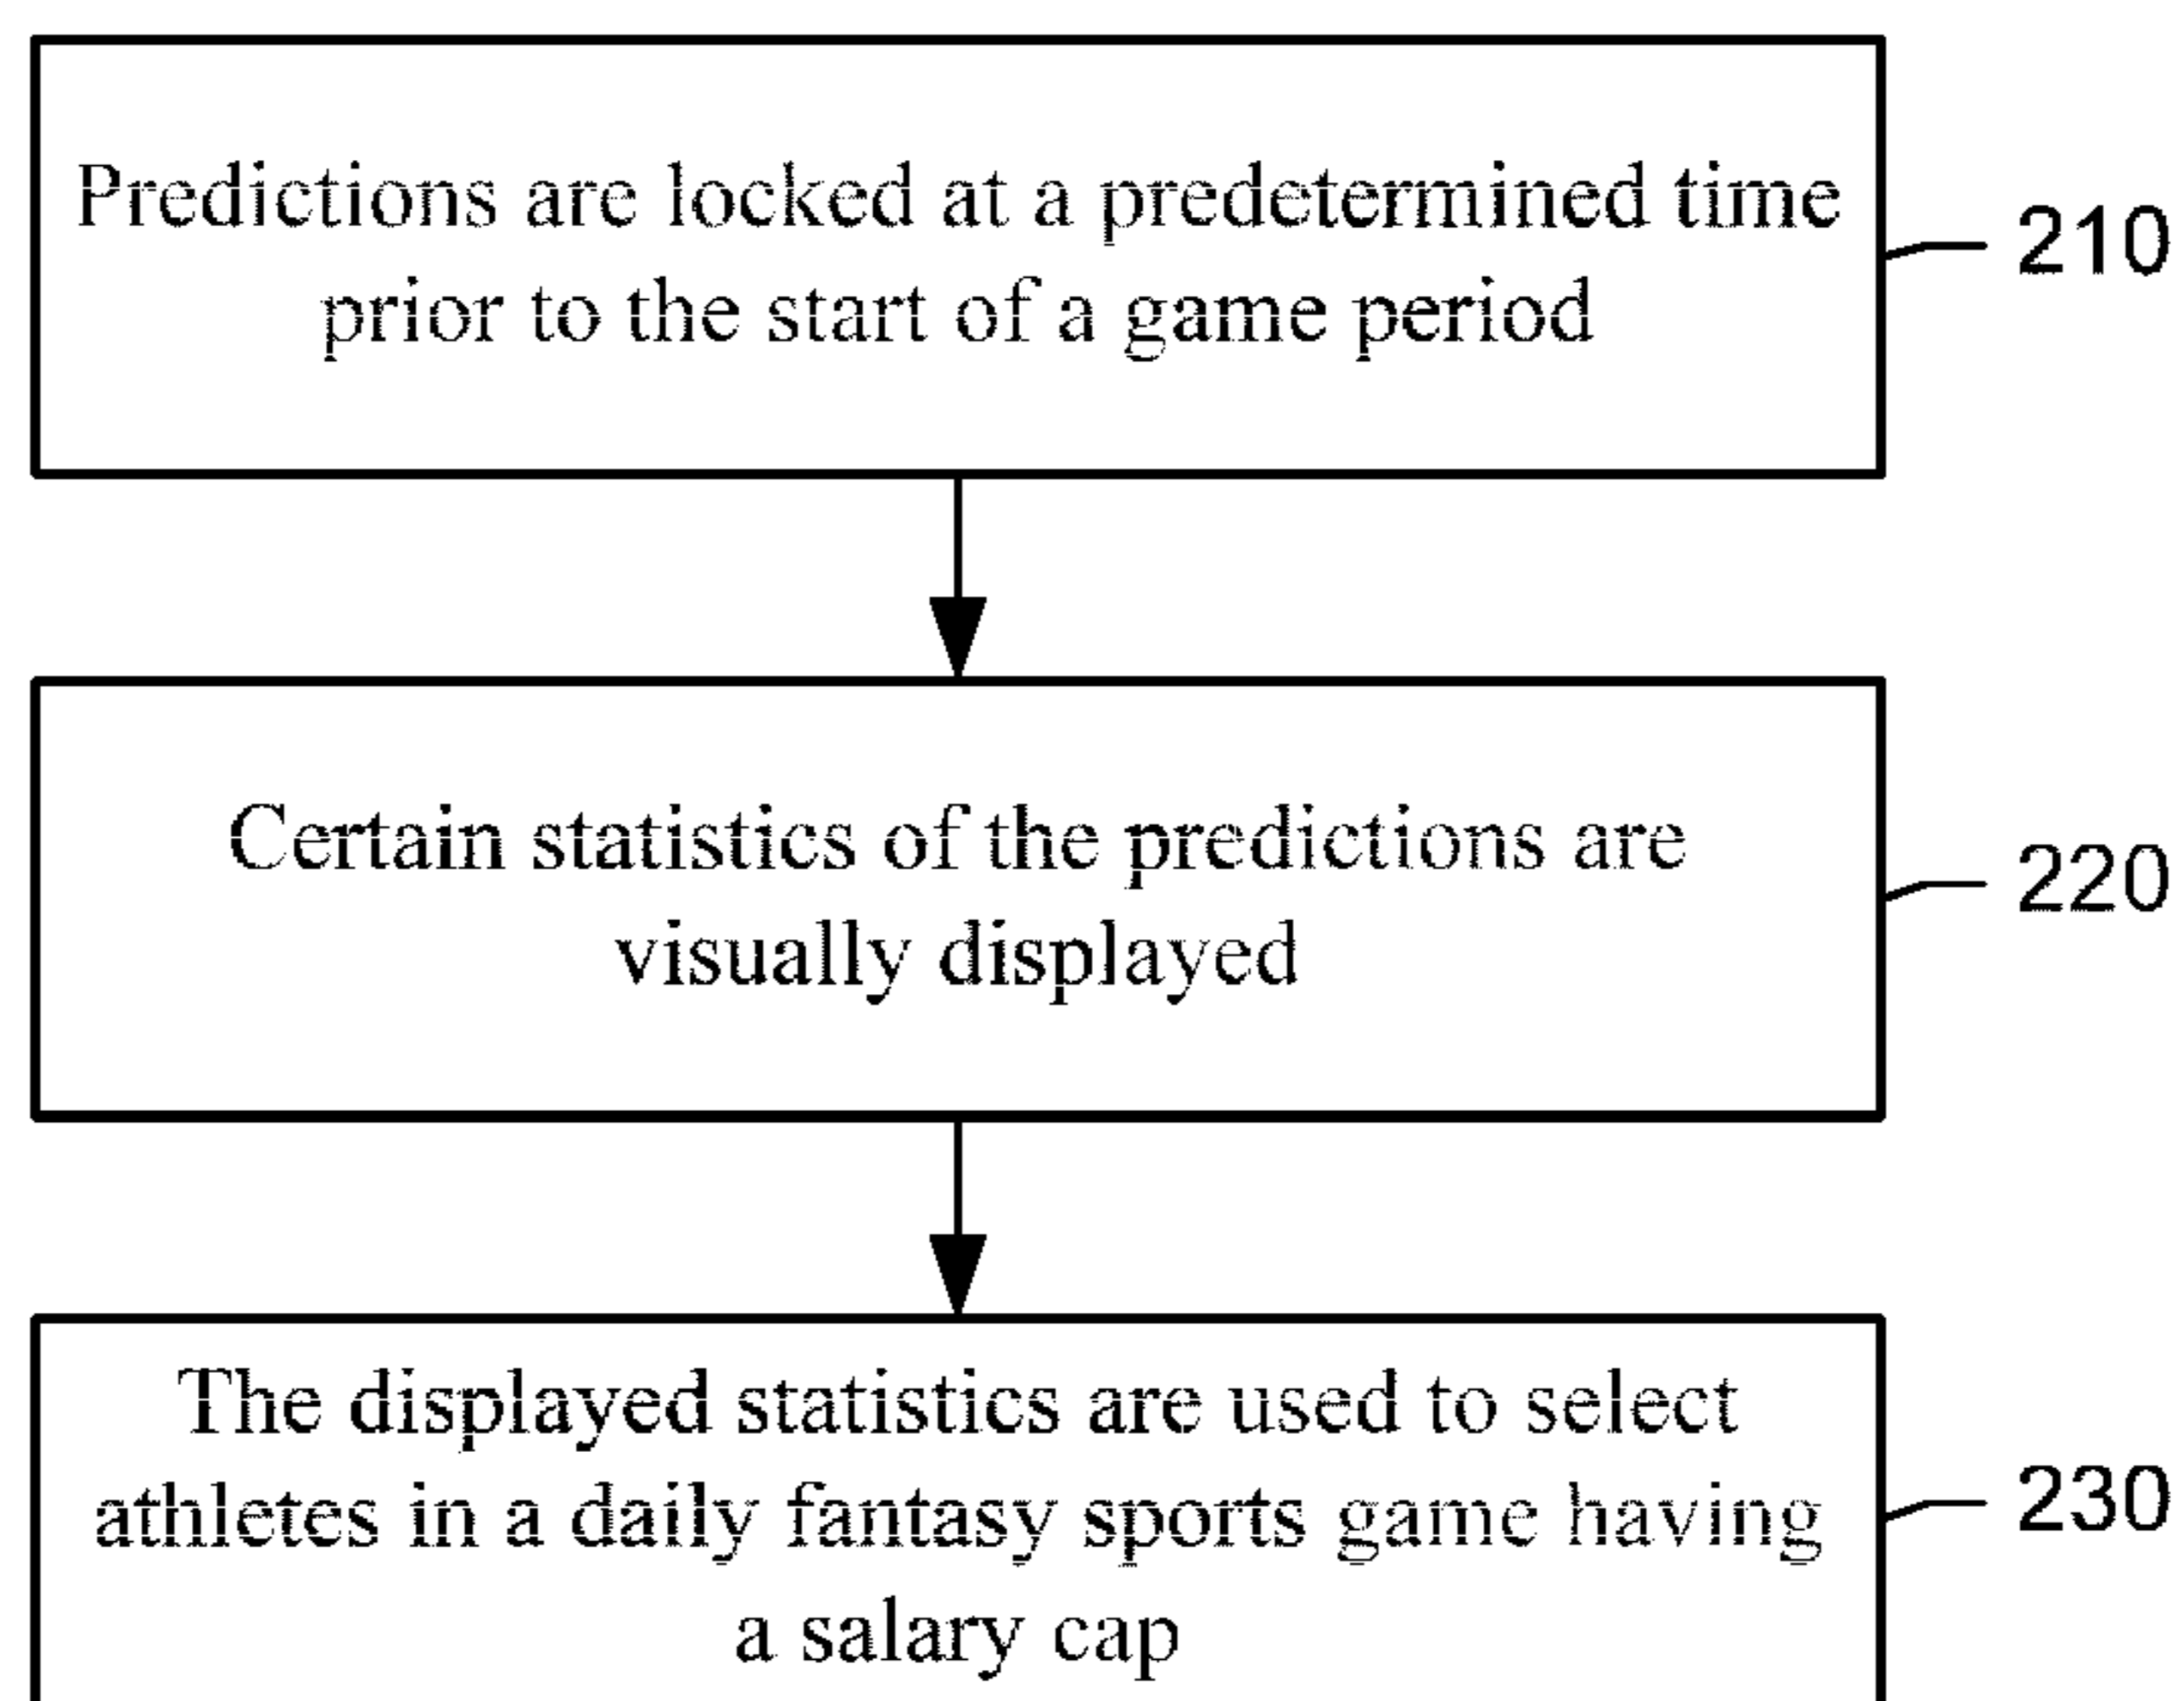 Predictions are locked at a predetermined time
prior to the start of a game period
210
Certain statistics of the predictions are
visually displayed
220
The displayed statistics are used to select
athletes in a daily fantasy sports game having
a salary cap
230